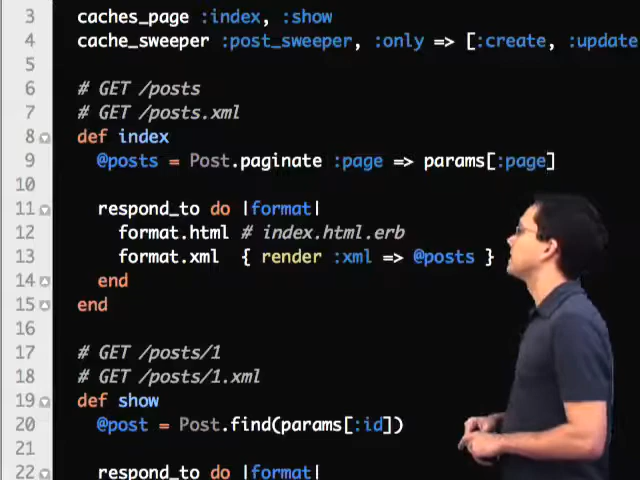 3 caches_page :index, :show
4 cache_sweeper :post_sweeper, :only => [:create, :update
5
6 # GET /posts
7 # GET /posts.xml
8 def index
9 @posts = Post.paginate :page => params[:page]
10
11 respond_to do |format|
12 format.html # index.html.erb
13 format.xml { render :xml => @posts }
14 end
15 end
16
17 # GET /posts/1
18 # GET /posts/1.xml
19 def show
20 @post = Post.find(params[:id])
21
22 respond_to do |format|